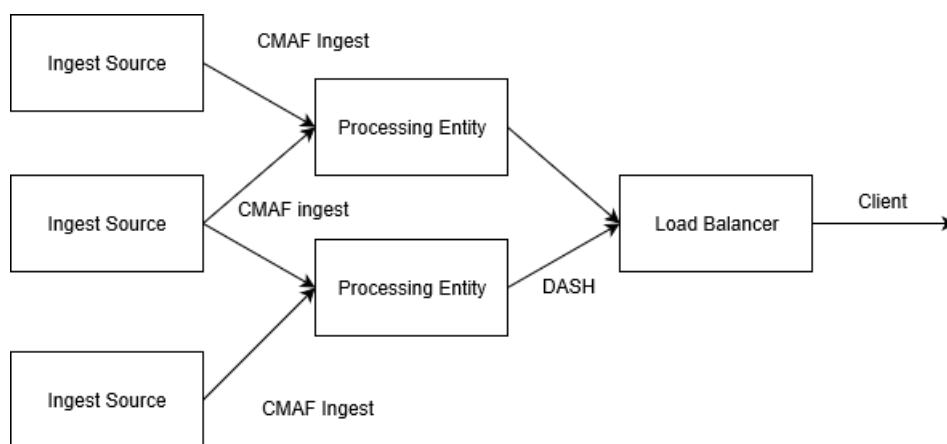 CMAF Ingest
Ingest Source
Processing Entity
Ingest Source
CMAF ingest
Client
Load Balancer
Processing Entity
DASH
Ingest Source
CMAF Ingest